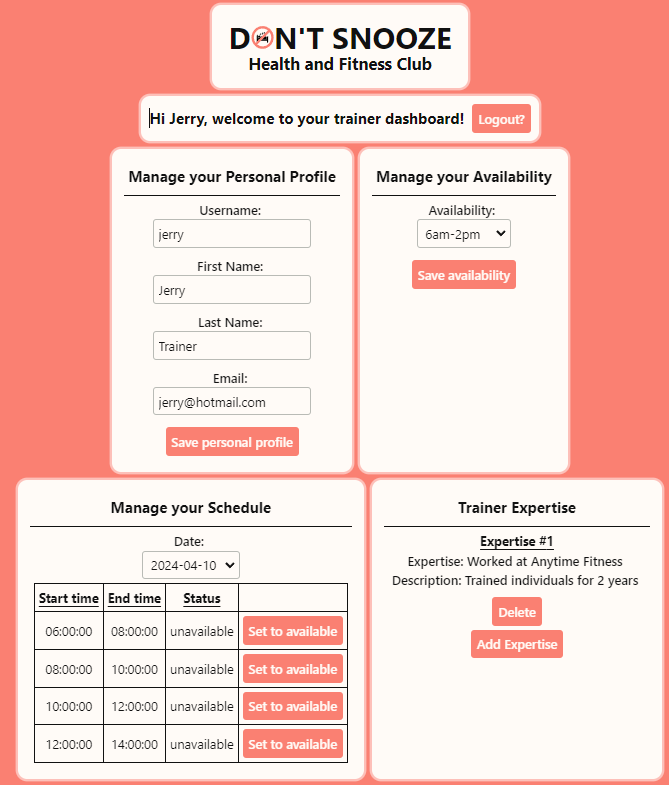 DON'T SNOOZE
Health and Fitness Club
Hi Jerry, welcome to your trainer dashboard! Logout?
Manage your Personal Profile
Username:
jerry
First Name:
Jerry
Last Name:
Trainer
Email:
jerry@hotmail.com
Save personal profile
Manage your Availability
Availability:
6am-2pm
Save availability
Manage your Schedule
Date:
2024-04-10
Start time End time Status
06:00:00 08:00:00 unavailable Set to available
08:00:00 10:00:00 unavailable Set to available
10:00:00 12:00:00 unavailable Set to available
12:00:00 14:00:00 unavailable Set to available
Trainer Expertise
Expertise #1
Expertise: Worked at Anytime Fitness
Description: Trained individuals for 2 years
Delete
Add Expertise